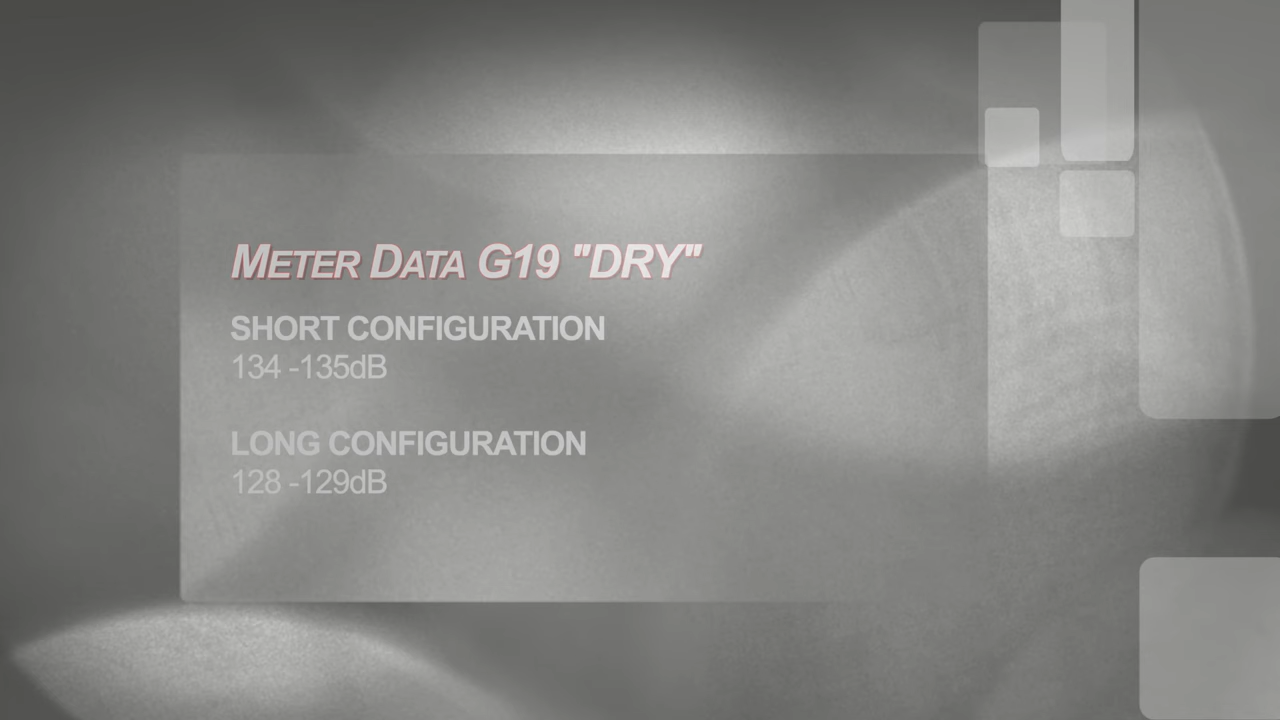 METER DATA G19 "DRY"
SHORT CONFIGURATION
134 -135dB
LONG CONFIGURATION
128 -129dB